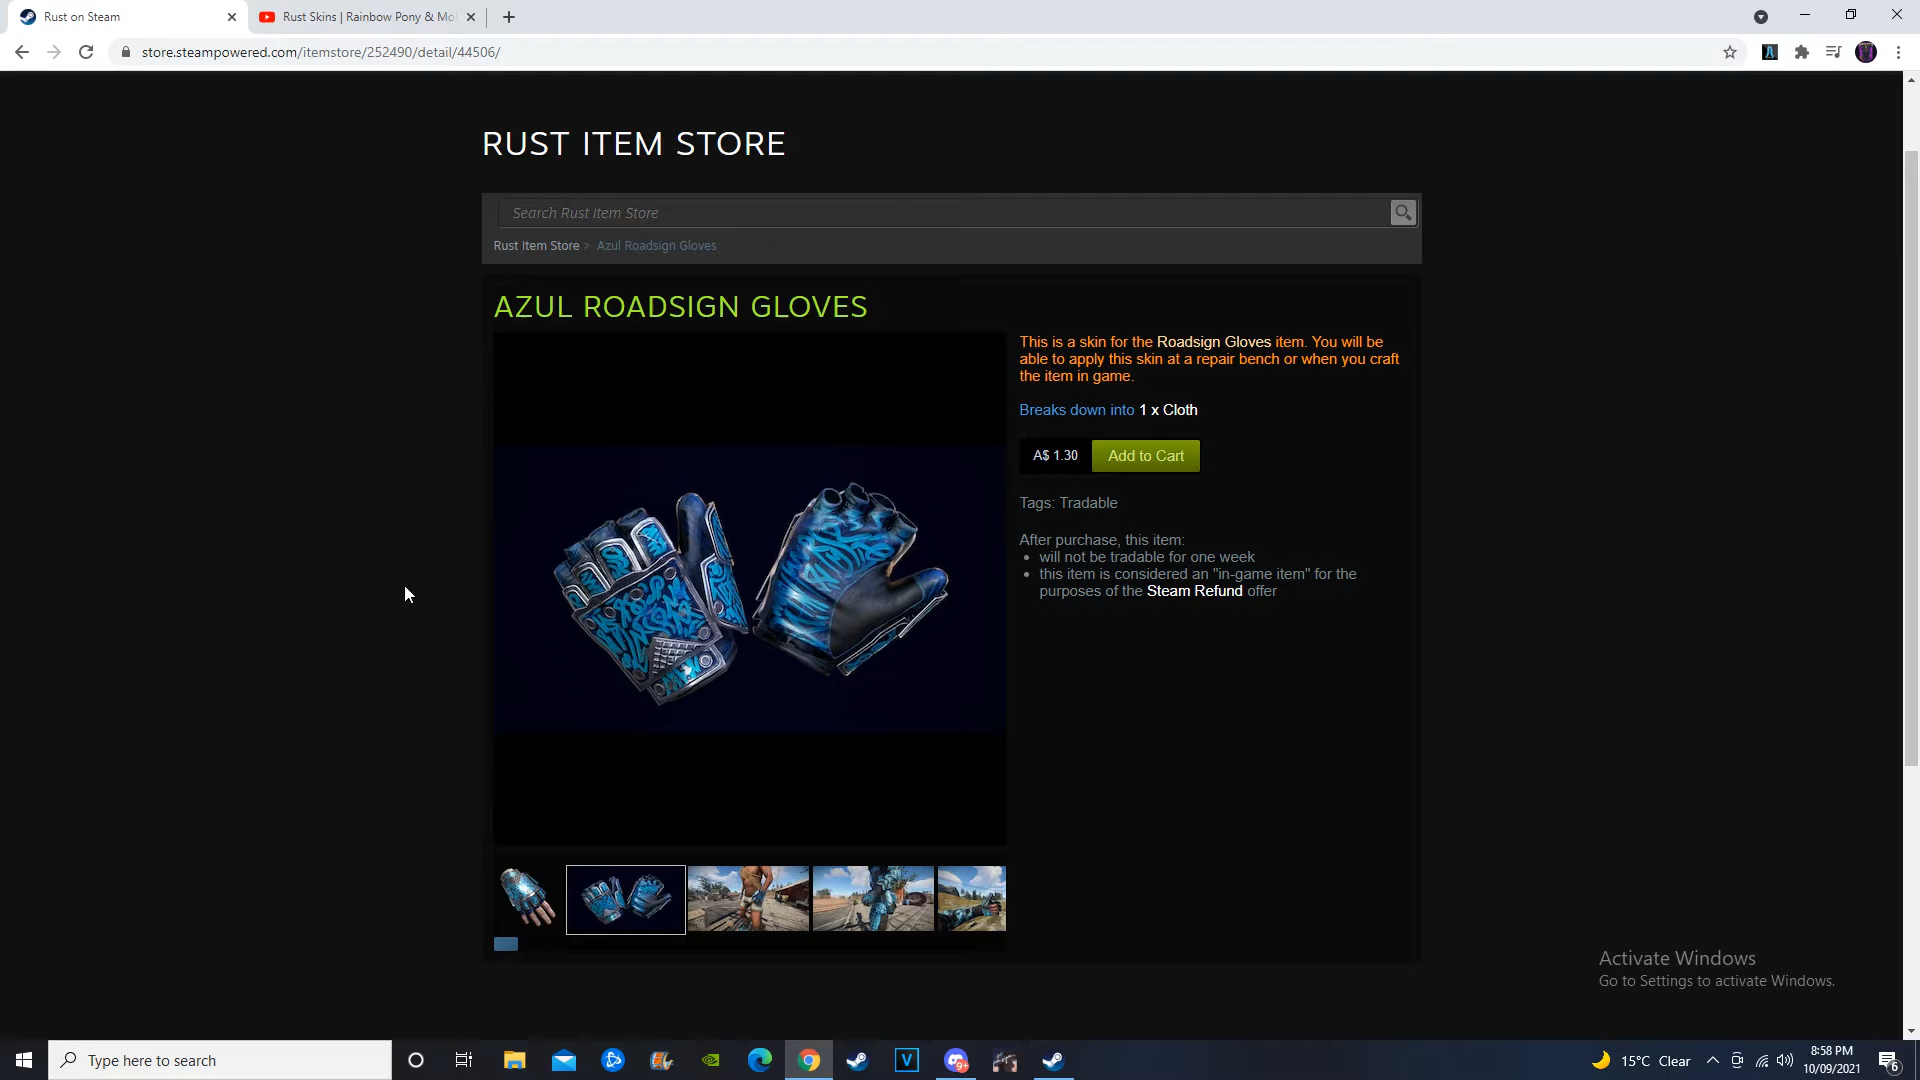 Rust on Steam
Rust Skins | Rainbow Pony & Mo
store.steampowered.com/itemstore/252490/detail/44506/
RUST ITEM STORE
Search Rust Item Store
Rust Item Store > Azul Roadsign Gloves
AZUL ROADSIGN GLOVES
This is a skin for the Roadsign Gloves item. You will be
able to apply this skin at a repair bench or when you craft
the item in game.
Breaks down into 1 x Cloth
A$ 1.30 Add to Cart
Tags: Tradable
After purchase, this item:
• will not be tradable for one week
• this item is considered an "in-game item" for the
purposes of the Steam Refund offer
Activate Windows
Go to Settings to activate Windows.
Type here to search
V
9+
15°C Clear
8:58 PM
10/09/2021
6